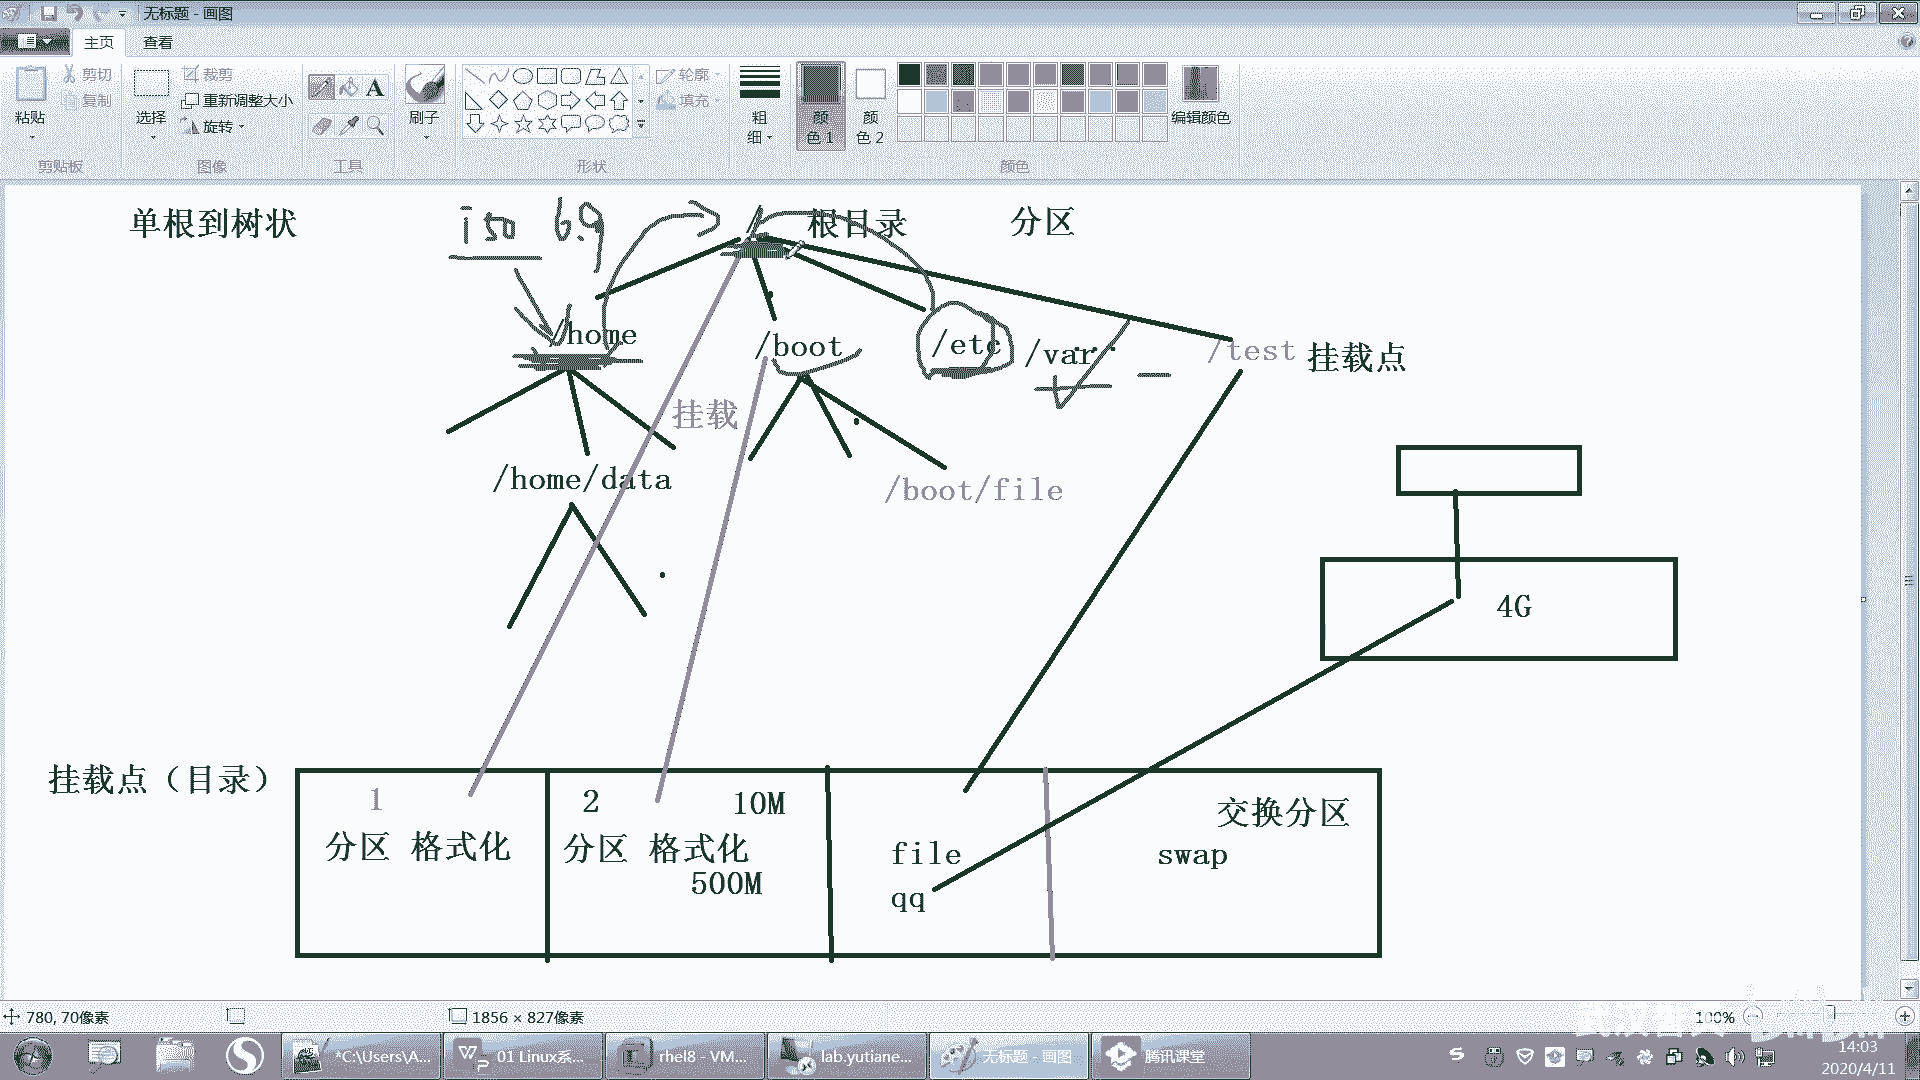 无标题 - 画图
主页 查看
粘贴 剪切 复制
选择 裁剪 重新调整大小 旋转
刷子
轮廓 填充
粗细
颜色 1
颜色 2
编辑颜色
剪贴板 图像 工具 形状 颜色
单根到树状 iso 6.9 / 根目录 分区
/home /boot /etc /var /test 挂载点
挂载
/home/data /boot/file
4G
挂载点（目录）
1 2 10M 交换分区
分区 格式化 分区 格式化 file swap
500M
qq
780, 70像素 1856 × 827像素 100%
*C:\Users\A... 01 Linux系... rhel8 - VM... lab.yutiane... 无标题 - 画图 腾讯课堂
14:03
2020/4/11